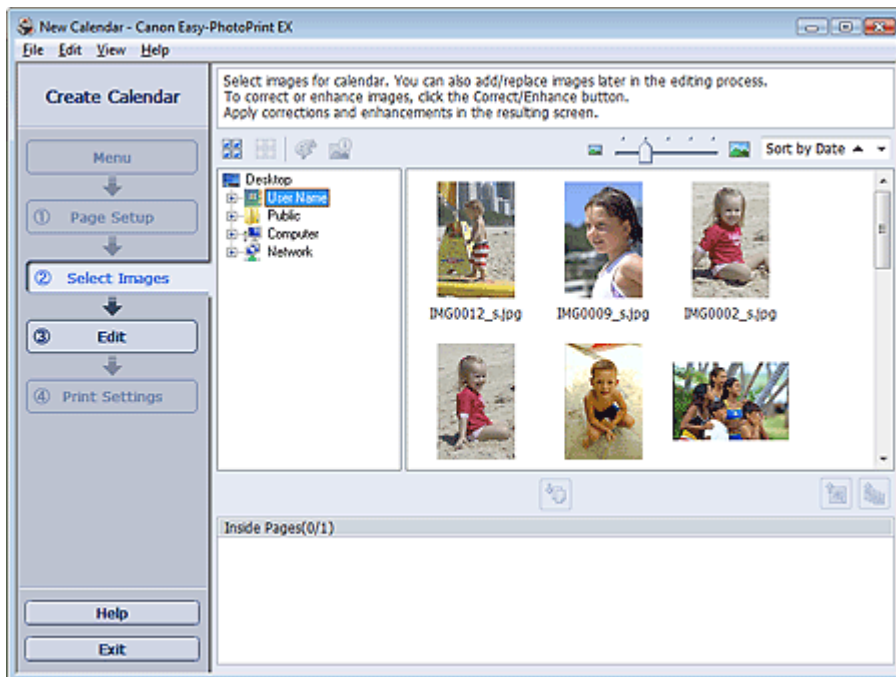 New Calendar - Canon Easy-PhotoPrint EX
File Edit View Help
Create Calendar
Menu
① Page Setup
② Select Images
③ Edit
④ Print Settings
Help
Exit
Select images for calendar. You can also add/replace images later in the editing process.
To correct or enhance images, click the Correct/Enhance button.
Apply corrections and enhancements in the resulting screen.
Sort by Date
Desktop
User Name
Public
Computer
Network
IMG0012_s.jpg IMG0009_s.jpg IMG0002_s.jpg
Inside Pages(0/1)